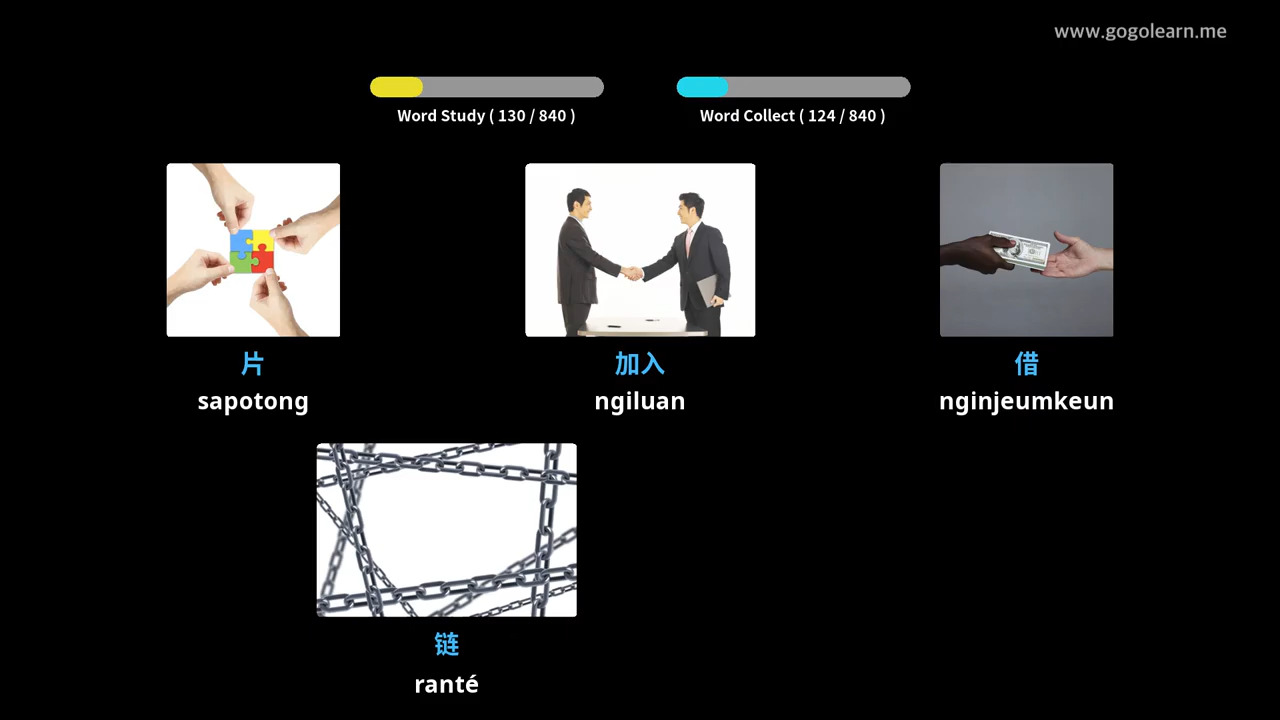 www.gogolearn.me
Word Study ( 130 / 840 )
Word Collect ( 124 / 840 )
片
sapotong
加入
ngiluan
借
nginjeumkeun
链
ranté